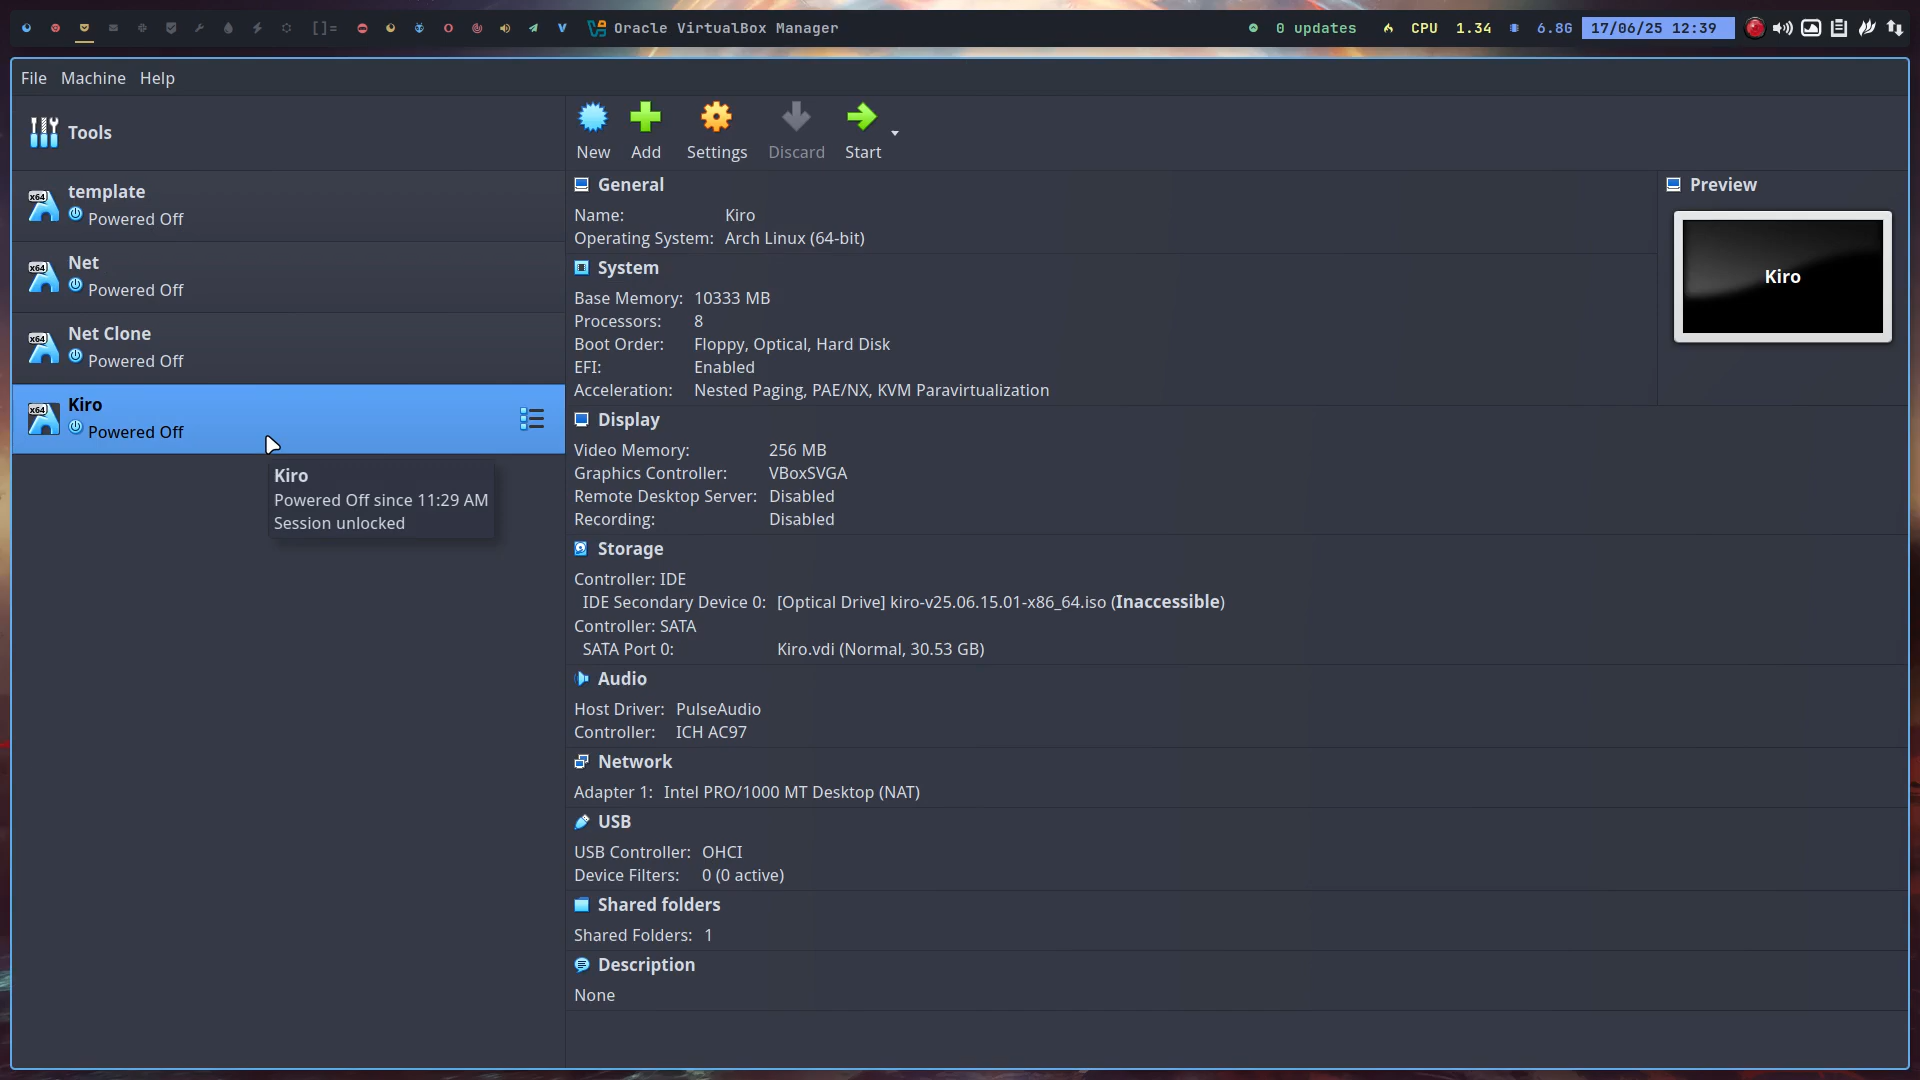 []=
Oracle VirtualBox Manager
0 updates
CPU 1.34
6.8G
17/06/25 12:39
File Machine Help
Tools
New Add Settings Discard Start
x64
template
Powered Off
x64
Net
Powered Off
x64
Net Clone
Powered Off
x64
Kiro
Powered Off
Kiro
Powered Off since 11:29 AM
Session unlocked
General
Name: Kiro
Operating System: Arch Linux (64-bit)
System
Base Memory: 10333 MB
Processors: 8
Boot Order: Floppy, Optical, Hard Disk
EFI: Enabled
Acceleration: Nested Paging, PAE/NX, KVM Paravirtualization
Preview
Kiro
Display
Video Memory: 256 MB
Graphics Controller: VBoxSVGA
Remote Desktop Server: Disabled
Recording: Disabled
Storage
Controller: IDE
IDE Secondary Device 0: [Optical Drive] kiro-v25.06.15.01-x86_64.iso (Inaccessible)
Controller: SATA
SATA Port 0: Kiro.vdi (Normal, 30.53 GB)
Audio
Host Driver: PulseAudio
Controller: ICH AC97
Network
Adapter 1: Intel PRO/1000 MT Desktop (NAT)
USB
USB Controller: OHCI
Device Filters: 0 (0 active)
Shared folders
Shared Folders: 1
Description
None